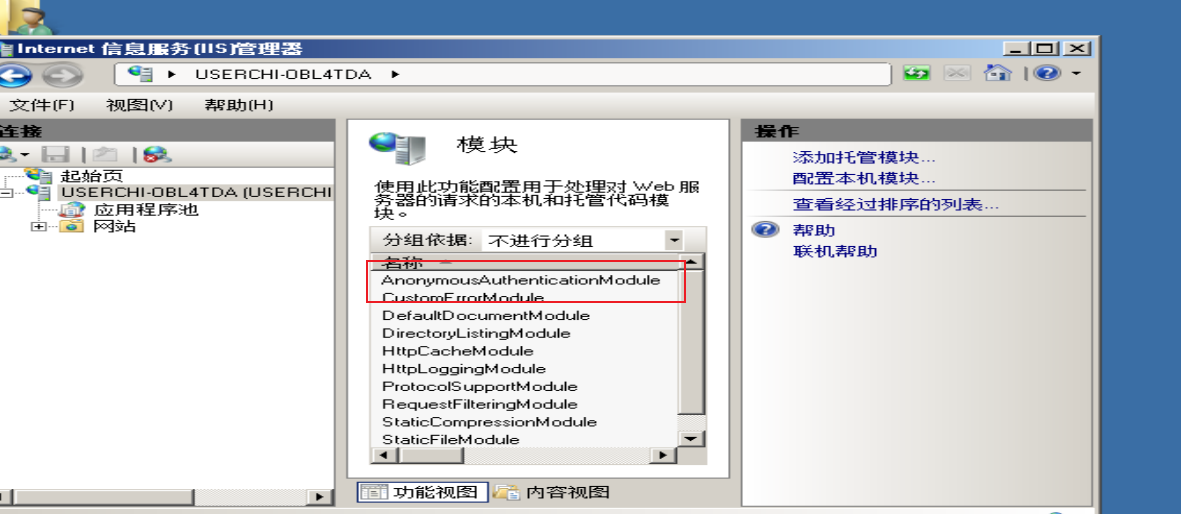 Internet 信息服务(IIS)管理器
USERCHI-0BL4TDA
文件(F) 视图(V) 帮助(H)
连接
起始页
USERCHI-0BL4TDA (USERCHI
应用程序池
网站
模块
使用此功能配置用于处理对 Web 服
务器的请求的本机和托管代码模
块。
分组依据: 不进行分组
名称
AnonymousAuthenticationModule
CustomErrorModule
DefaultDocumentModule
DirectoryListingModule
HttpCacheModule
HttpLoggingModule
ProtocolSupportModule
RequestFilteringModule
StaticCompressionModule
StaticFileModule
功能视图 内容视图
操作
添加托管模块...
配置本机模块...
查看经过排序的列表...
帮助
联机帮助